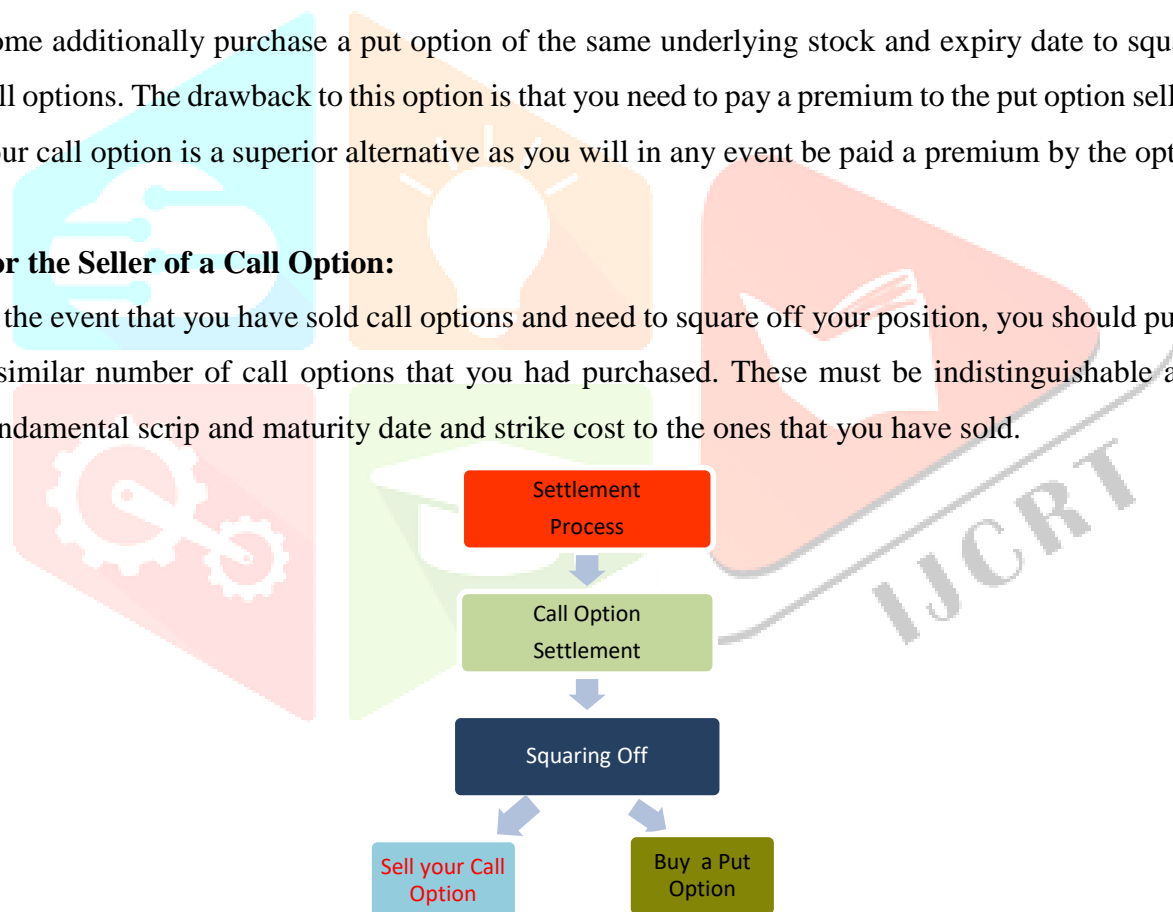 ome additionally purchase a put option of the same underlying stock and expiry date to squa
ll options. The drawback to this option is that you need to pay a premium to the put option sell
our call option is a superior alternative as you will in any event be paid a premium by the opt
or the Seller of a Call Option:
the event that you have sold call options and need to square off your position, you should pu
similar number of call options that you had purchased. These must be indistinguishable a
ndamental scrip and maturity date and strike cost to the ones that you have sold.
Settlement
Process
IJCRT
Call Option
Settlement
Squaring Off
Sell your Call
Option
Buy a Put
Option